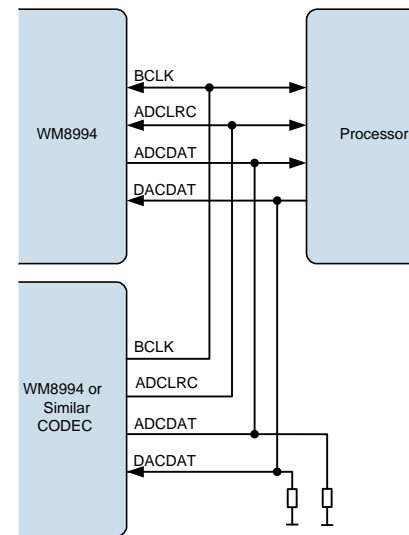 WM8994
BCLK
ADCLRC
ADCDAT
DACDAT
Processor
WM8994 or
Similar
CODEC
BCLK
ADCLRC
ADCDAT
DACDAT